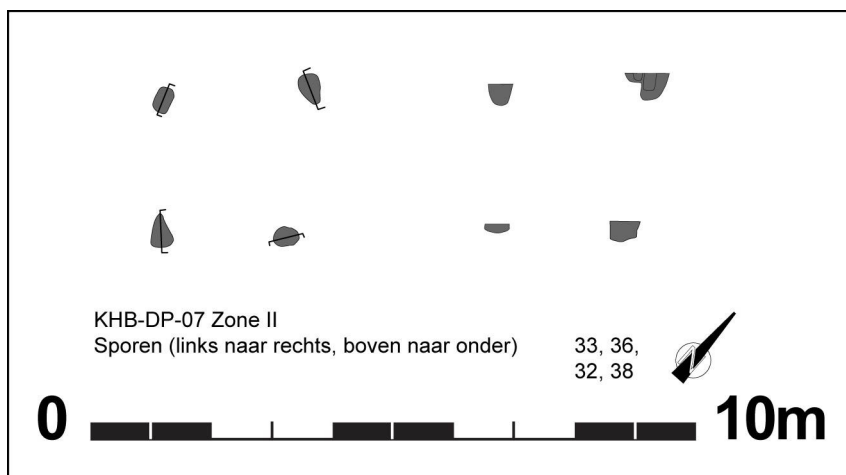 KHB-DP-07 Zone II
Sporen (links naar rechts, boven naar onder) 33, 36,
32, 38
N
0 10m